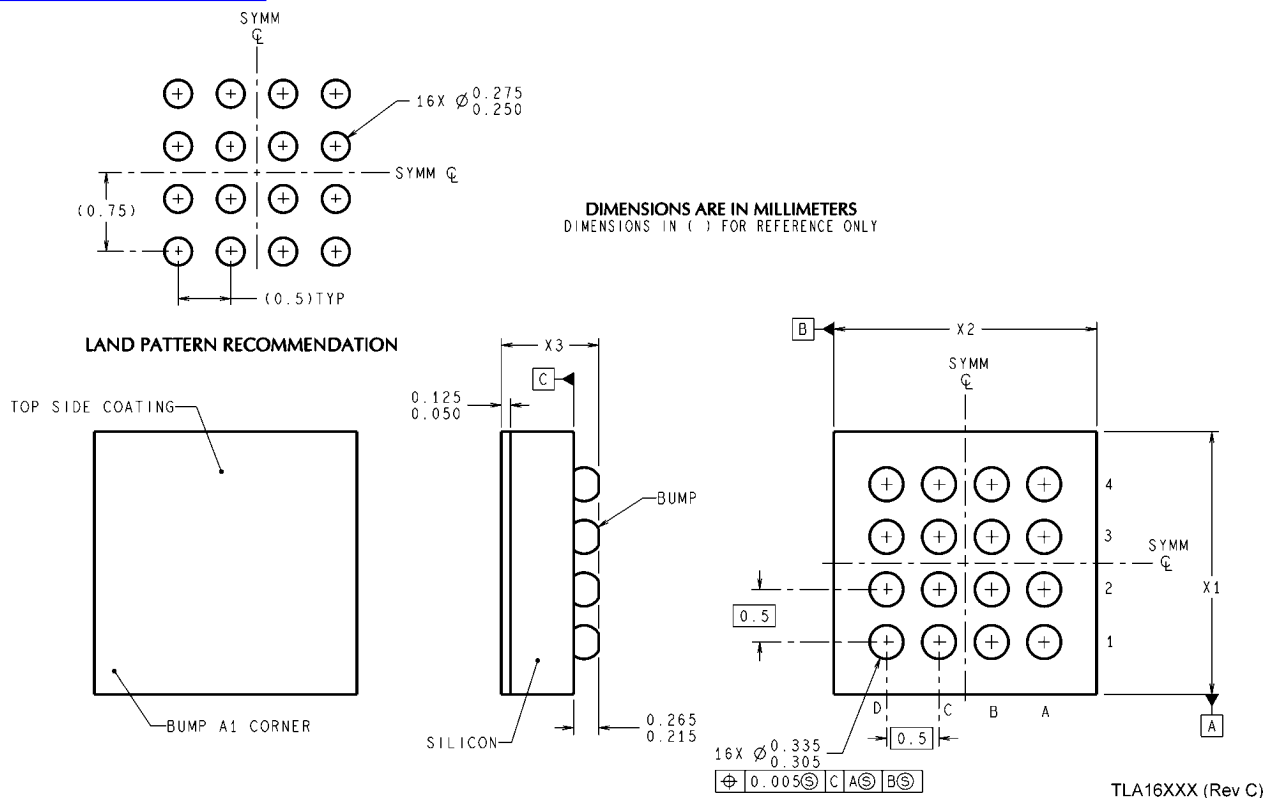 SYMM
℄
16X Ø 0.275
0.250
SYMM ℄
(0.75)
(0.5)TYP
DIMENSIONS ARE IN MILLIMETERS
DIMENSIONS IN ( ) FOR REFERENCE ONLY
LAND PATTERN RECOMMENDATION
TOP SIDE COATING
BUMP A1 CORNER
X3
C
0.125
0.050
BUMP
SILICON
0.265
0.215
B
X2
SYMM
℄
4
3
2
1
SYMM
℄
X1
0.5
D C B A
0.5
A
16X Ø 0.335
0.305
⌖ 0.005Ⓢ C AⓈ BⓈ
TLA16XXX (Rev C)